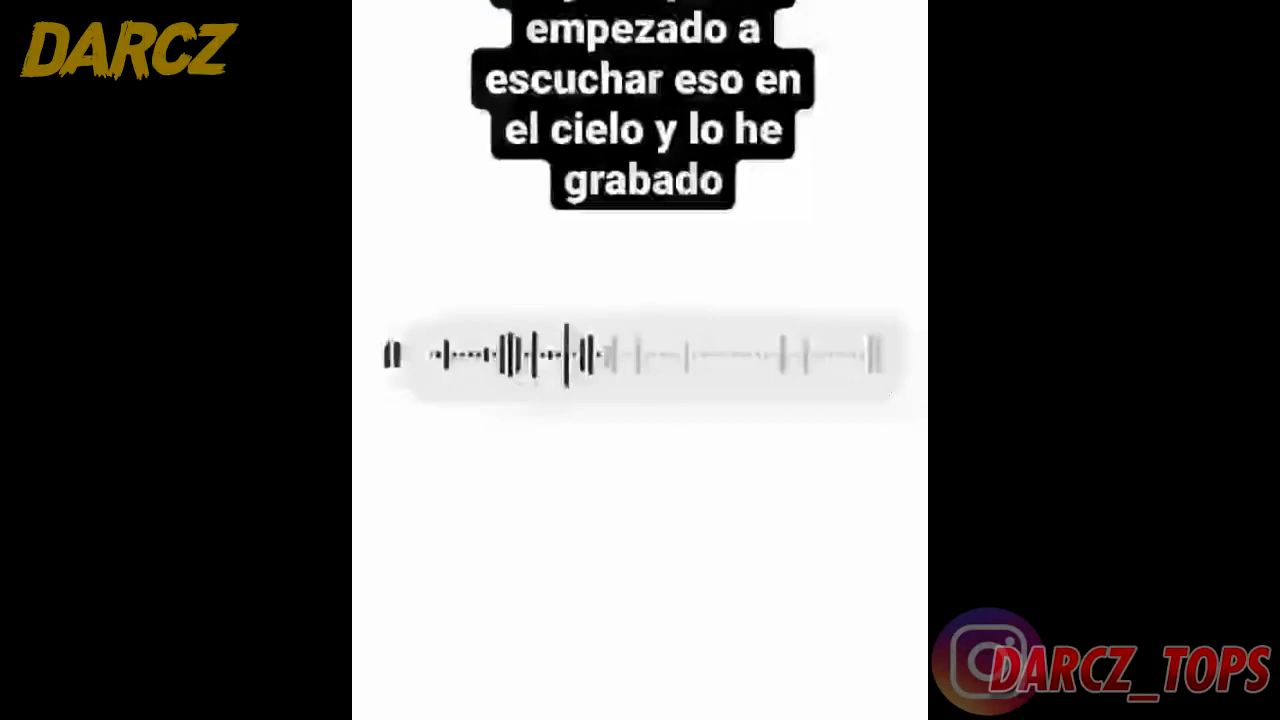 DARCZ
empezado a
escuchar eso en
el cielo y lo he
grabado
DARCZ_TOPS